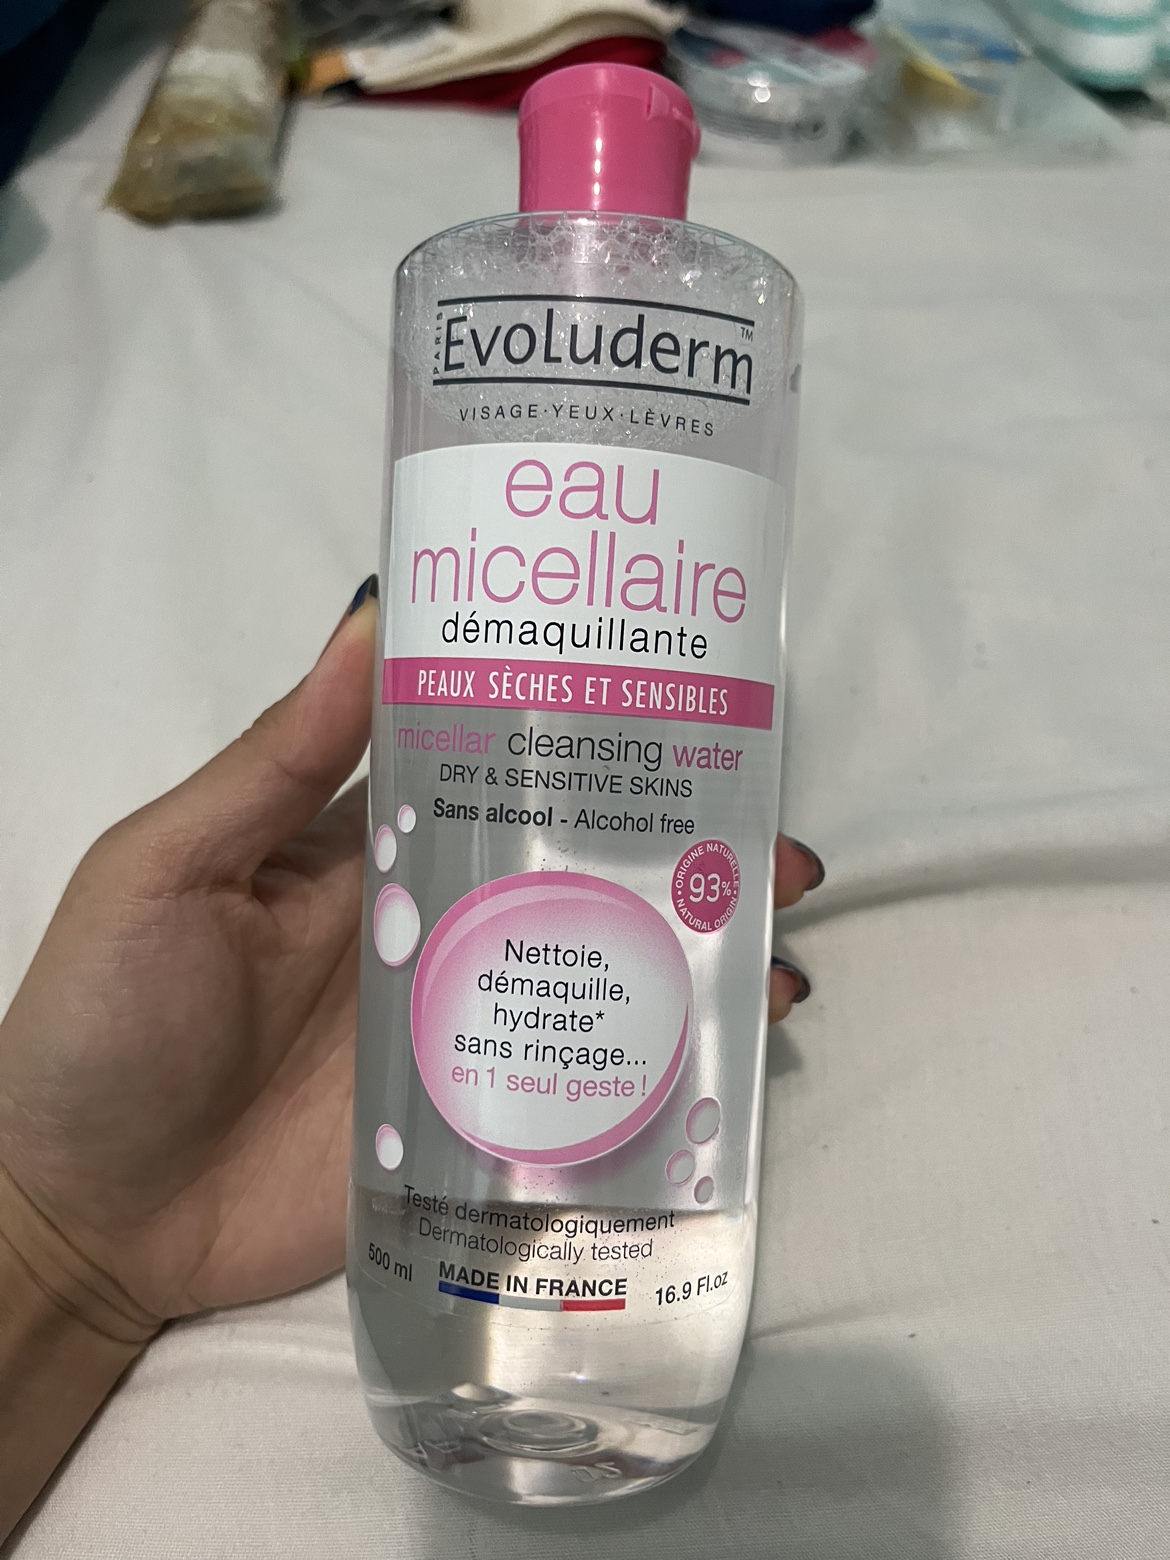 PARIS
EvoLuderm™
VISAGE·YEUX·LÈVRES
eau
micellaire
démaquillante
PEAUX SÈCHES ET SENSIBLES
micellar cleansing water
DRY & SENSITIVE SKINS
Sans alcool - Alcohol free
ORIGINE NATURELLE
93%
NATURAL ORIGIN
Nettoie,
démaquille,
hydrate*
sans rinçage...
en 1 seul geste !
Testé dermatologiquement
Dermatologically tested
500 ml
MADE IN FRANCE
16.9 Fl.oz